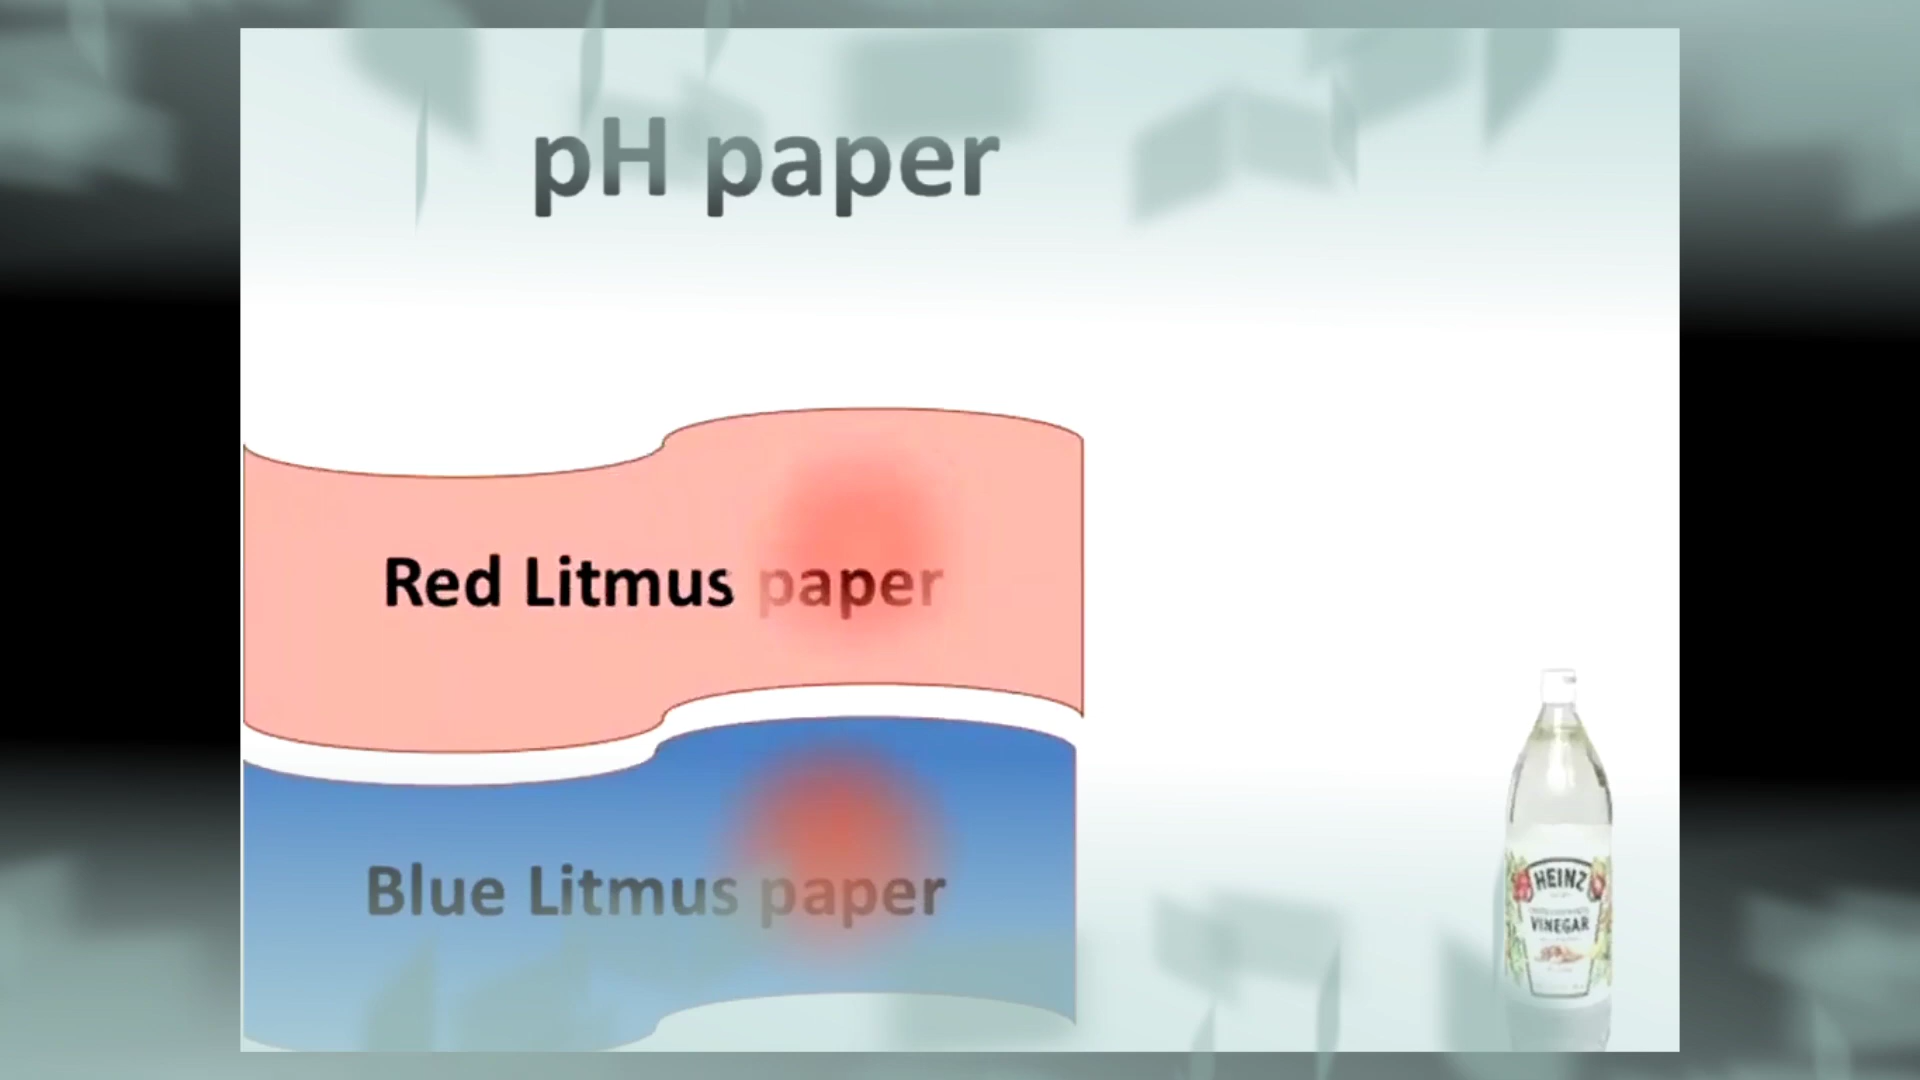 pH paper
Red Litmus paper
Blue Litmus paper
HEINZ
VINEGAR